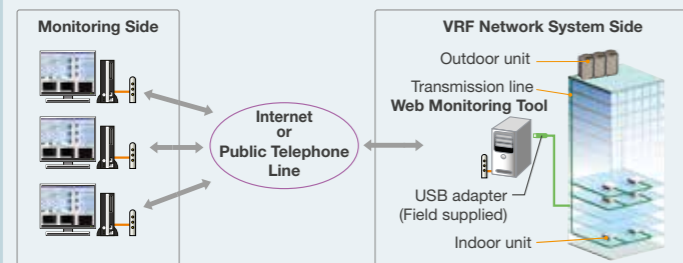 Monitoring Side
Internet
or
Public Telephone
Line
VRF Network System Side
Outdoor unit
Transmission line
Web Monitoring Tool
USB adapter
(Field supplied)
Indoor unit